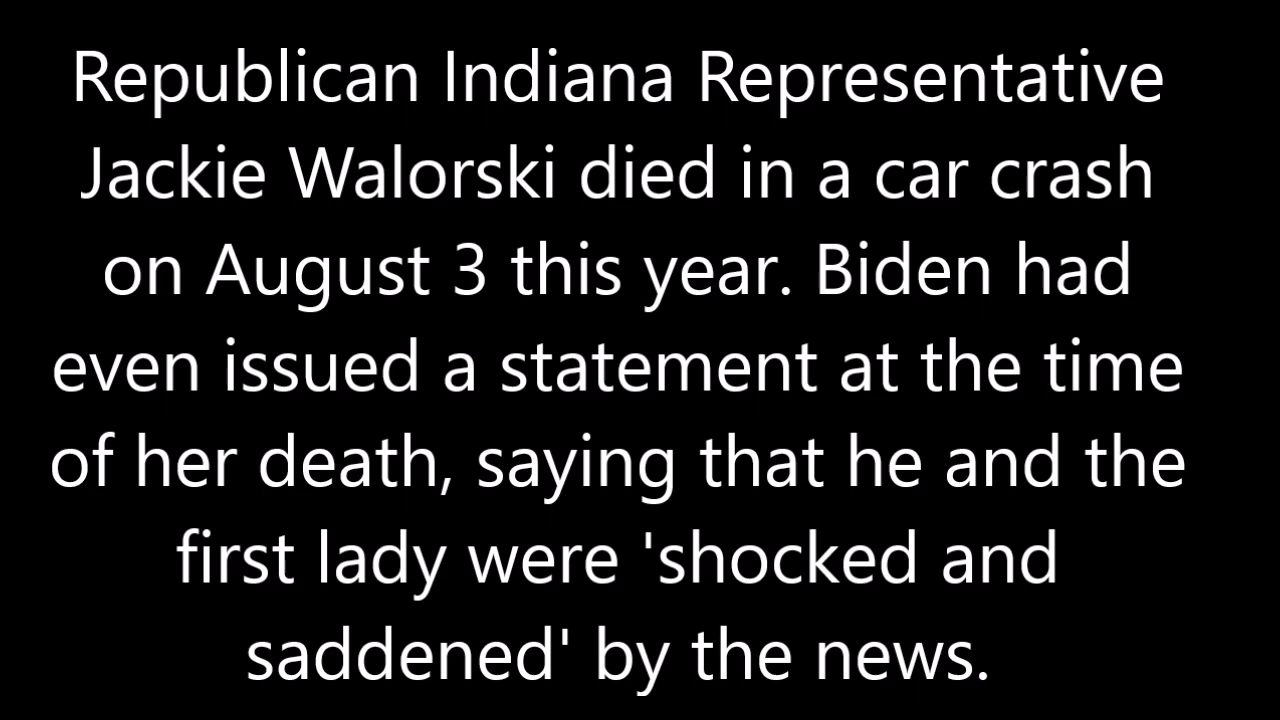 Republican Indiana Representative
Jackie Walorski died in a car crash
on August 3 this year. Biden had
even issued a statement at the time
of her death, saying that he and the
first lady were 'shocked and
saddened' by the news.